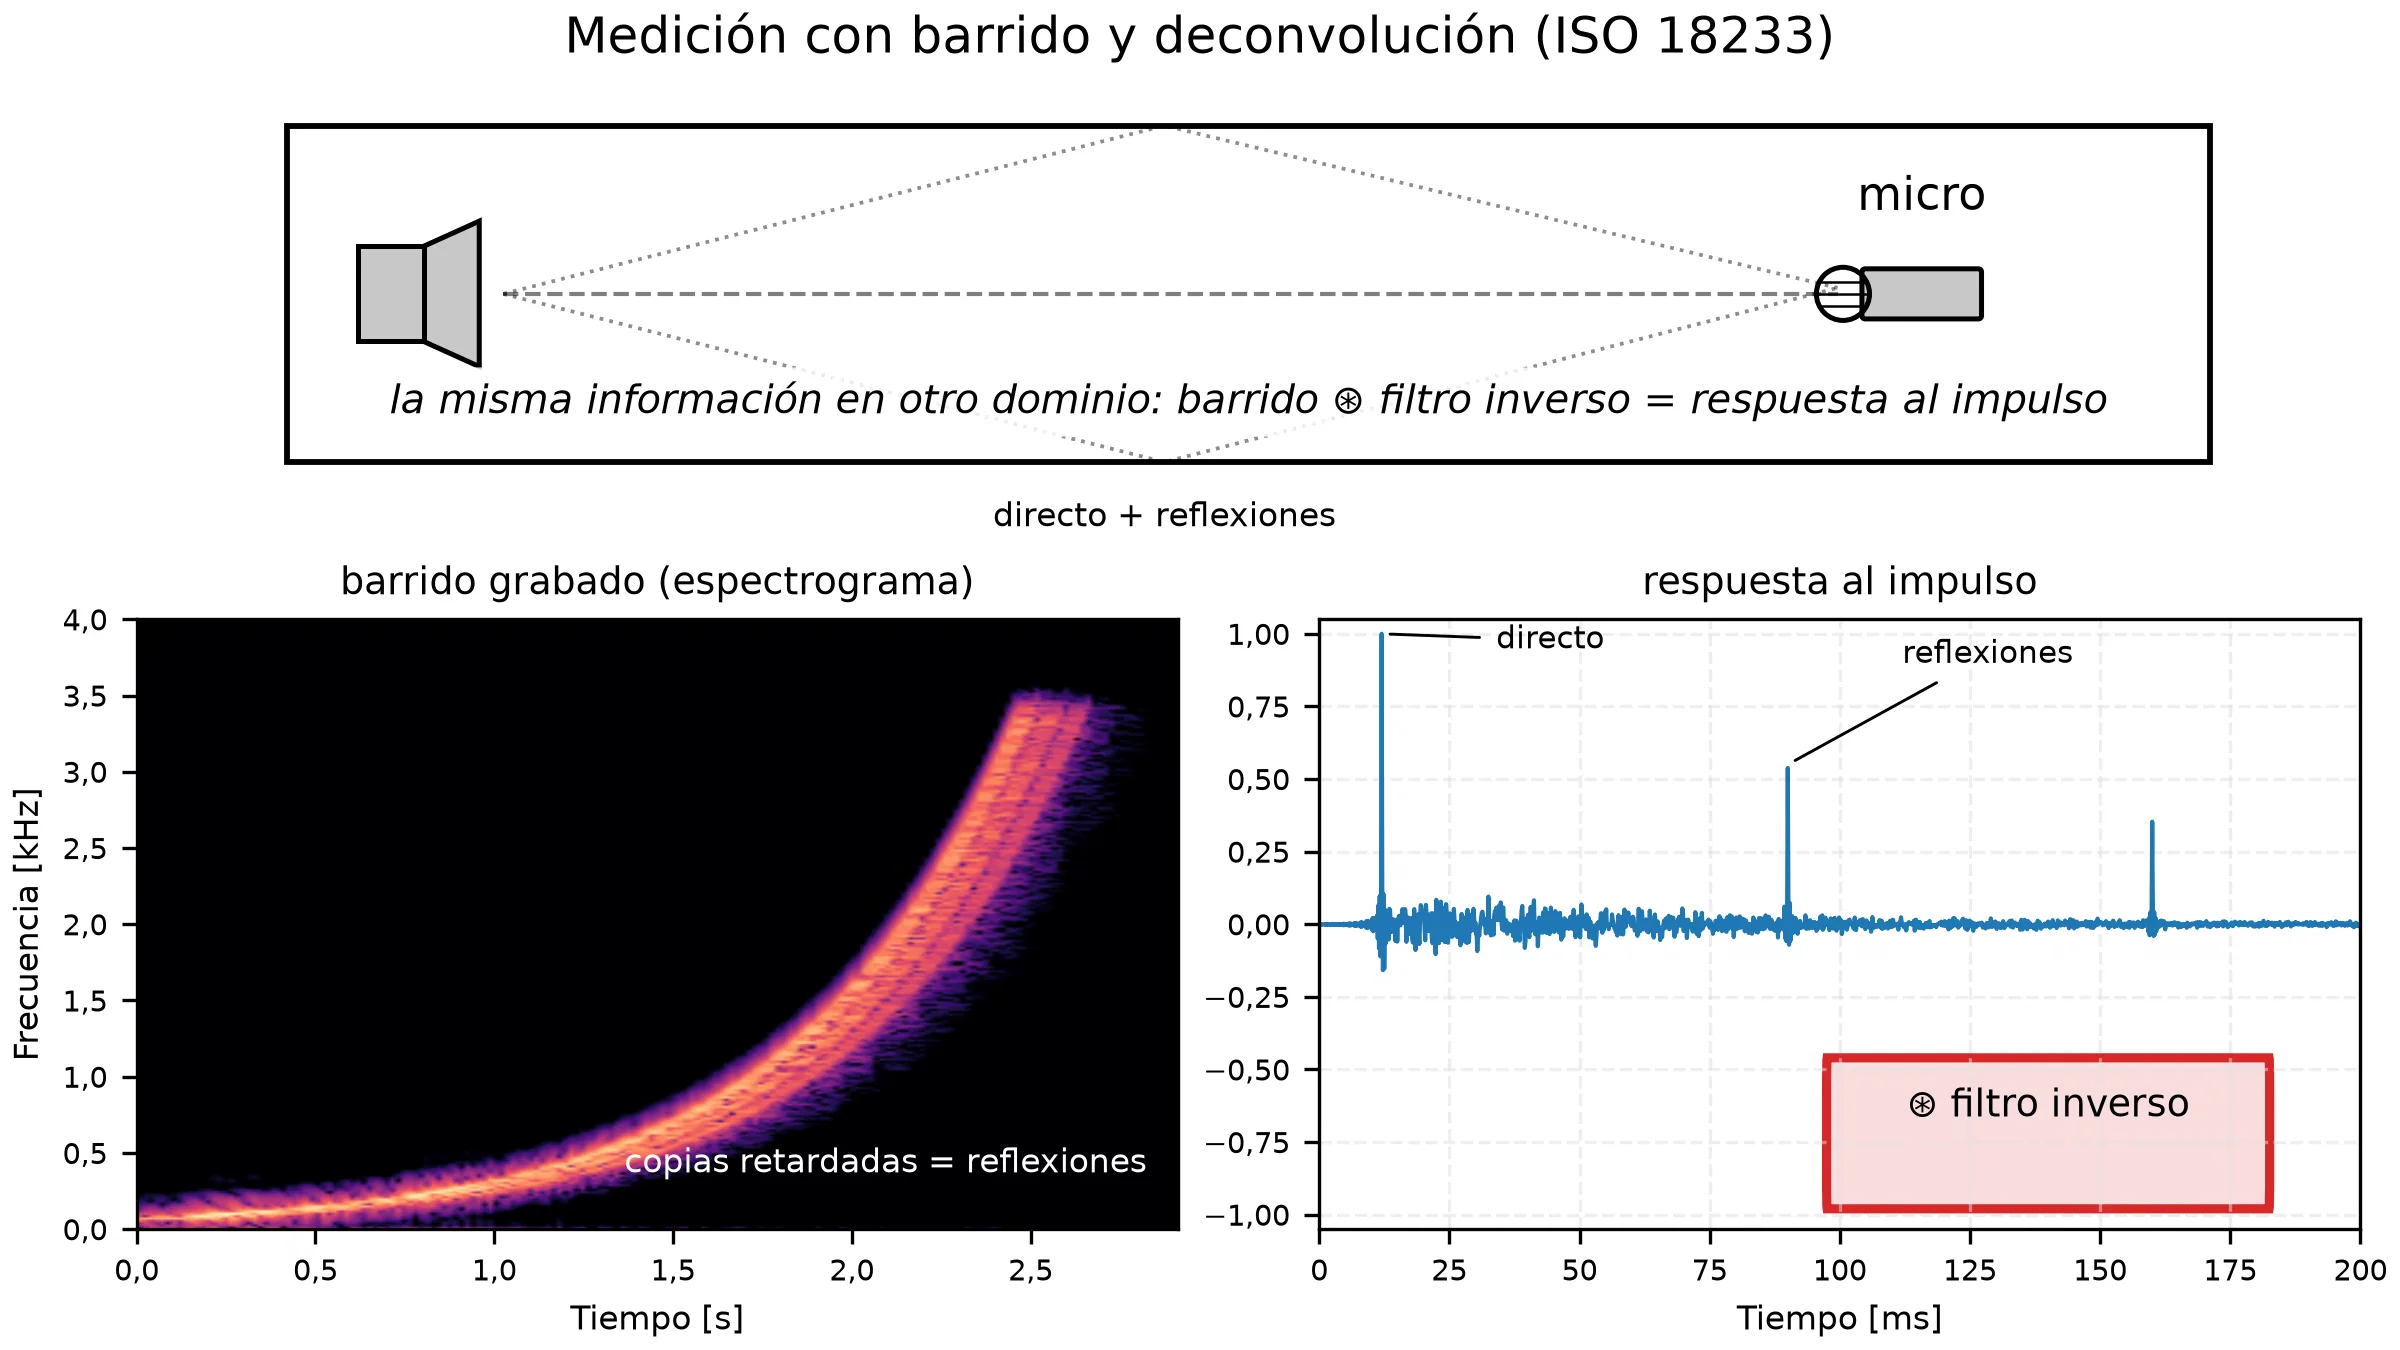 Medición con barrido y deconvolución (ISO 18233)
micro
la misma información en otro dominio: barrido ⊛ filtro inverso = respuesta al impulso
directo + reflexiones
barrido grabado (espectrograma)
4,0
3,5
3,0
2,5
2,0
1,5
1,0
0,5
0,0
Frecuencia [kHz]
copias retardadas = reflexiones
0,0
0,5
1,0
1,5
2,0
2,5
Tiempo [s]
respuesta al impulso
1,00
0,75
0,50
0,25
0,00
−0,25
−0,50
−0,75
−1,00
directo
reflexiones
⊛ filtro inverso
0
25
50
75
100
125
150
175
200
Tiempo [ms]